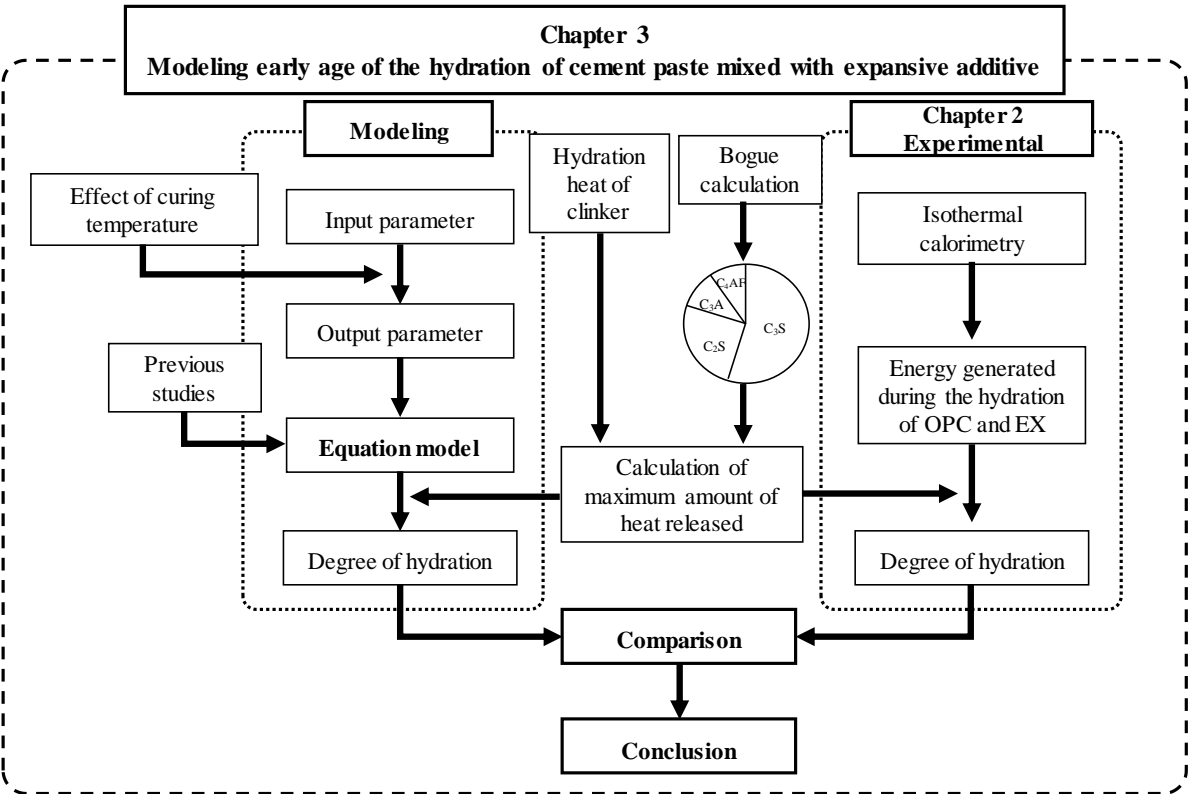 Chapter 3
Modeling early age of the hydration of cement paste mixed with expansive additive
Modeling
Chapter 2
Experimental
Effect of curing
temperature
Input parameter
Hydration
heat of
clinker
Bogue
calculation
Isothermal
calorimetry
C₄AF
C₃A
C₃S
C₂S
Output parameter
Previous
studies
Energy generated
during the hydration
of OPC and EX
Equation model
Calculation of
maximum amount of
heat released
Degree of hydration
Degree of hydration
Comparison
Conclusion